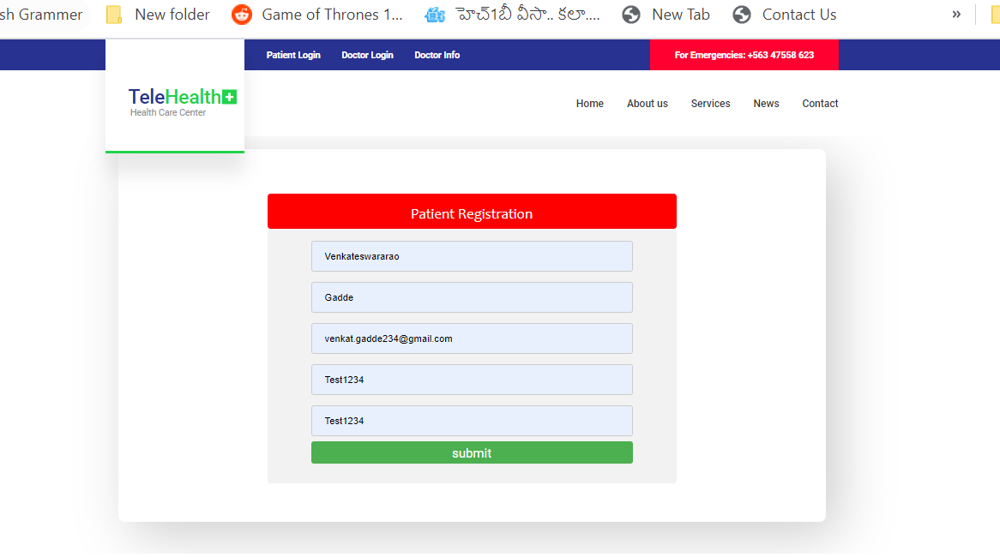 sh Grammer New folder Game of Thrones 1... హెచ్1బీ వీసా.. కలా.... New Tab Contact Us »
Patient Login Doctor Login Doctor Info For Emergencies: +563 47558 623
TeleHealth+
Health Care Center
Home About us Services News Contact
Patient Registration
Venkateswararao
Gadde
venkat.gadde234@gmail.com
Test1234
Test1234
submit